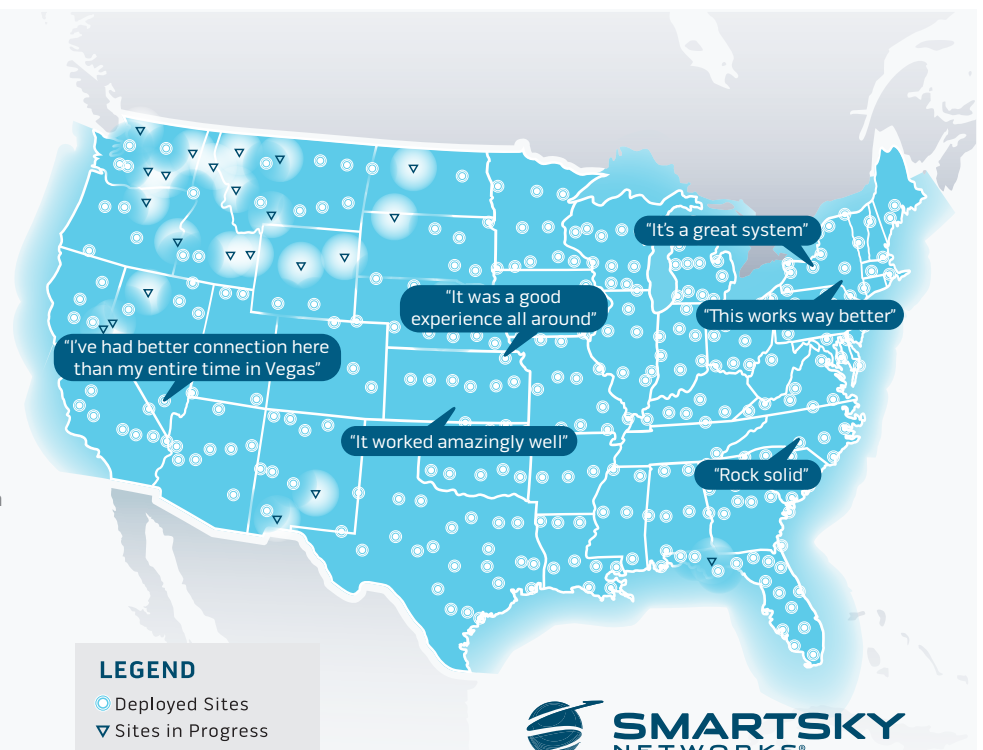 “It’s a great system”
“It was a good
experience all around”
“This works way better”
“I’ve had better connection here
than my entire time in Vegas”
“It worked amazingly well”
“Rock solid”
LEGEND
Deployed Sites
Sites in Progress
SMARTSKY
NETWORKS®